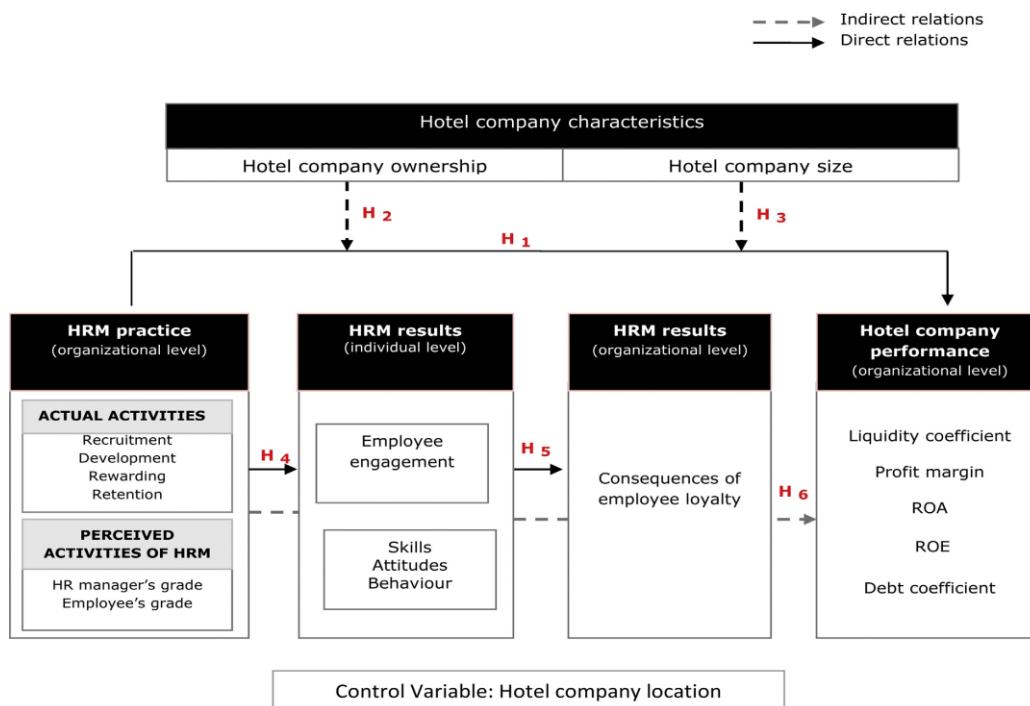 Indirect relations
Direct relations
Hotel company characteristics
Hotel company ownership
Hotel company size
H 2
H 3
H 1
HRM practice
(organizational level)
HRM results
(individual level)
HRM results
(organizational level)
Hotel company
performance
(organizational level)
ACTUAL ACTIVITIES
Recruitment
Development
Rewarding
Retention
H 4
PERCEIVED
ACTIVITIES OF HRM
HR manager's grade
Employee's grade
Employee
engagement
H 5
Skills
Attitudes
Behaviour
Consequences of
employee loyalty
H 6
Liquidity coefficient
Profit margin
ROA
ROE
Debt coefficient
Control Variable: Hotel company location